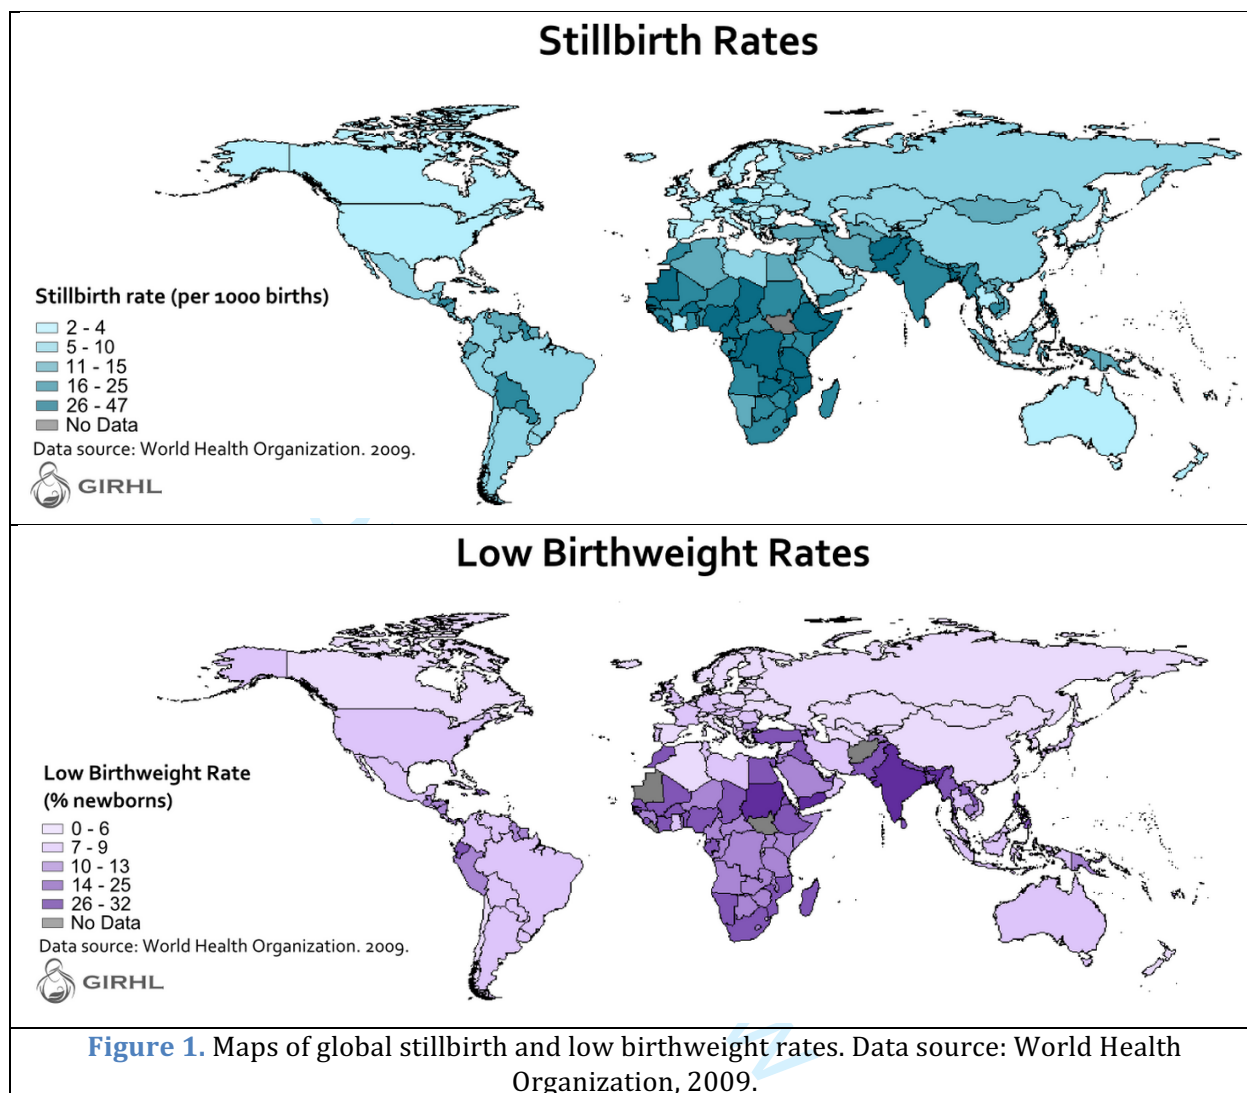 Stillbirth Rates
Stillbirth rate (per 1000 births)
2 - 4
5 - 10
11 - 15
16 - 25
26 - 47
No Data
Data source: World Health Organization. 2009.
GIRHL
Low Birthweight Rates
Low Birthweight Rate
(% newborns)
0 - 6
7 - 9
10 - 13
14 - 25
26 - 32
No Data
Data source: World Health Organization. 2009.
GIRHL
Figure 1. Maps of global stillbirth and low birthweight rates. Data source: World Health
Organization, 2009.